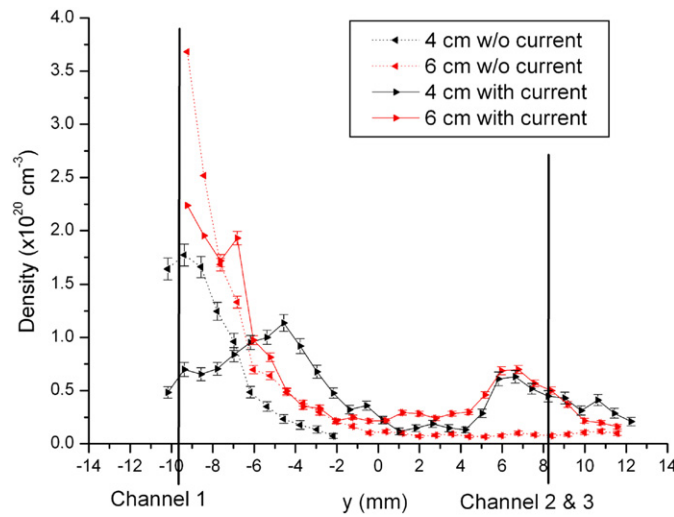 4 cm w/o current
6 cm w/o current
4 cm with current
6 cm with current
Density (x10²⁰ cm⁻³)
4.0
3.5
3.0
2.5
2.0
1.5
1.0
0.5
0.0
-14 -12 -10 -8 -6 -4 -2 0 2 4 6 8 10 12 14
Channel 1 y (mm) Channel 2 & 3